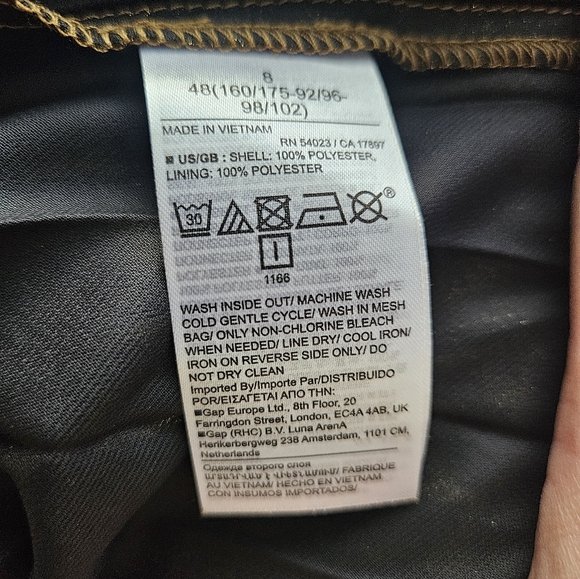 8
48(160/175-92/96-
98/102)
MADE IN VIETNAM
RN 54023 / CA 17897
US/GB : SHELL: 100% POLYESTER,
LINING: 100% POLYESTER
30
®
1166
WASH INSIDE OUT/ MACHINE WASH
COLD GENTLE CYCLE/ WASH IN MESH
BAG/ ONLY NON-CHLORINE BLEACH
WHEN NEEDED/ LINE DRY/ COOL IRON/
IRON ON REVERSE SIDE ONLY/ DO
NOT DRY CLEAN
Imported By/Importe Par/DISTRIBUIDO
POR/ΕΙΣΑΓΕΤΑΙ ΑΠΟ ΤΗΝ:
■Gap Europe Ltd., 8th Floor, 20
Farringdon Street, London, EC4A 4AB, UK
■Gap (RHC) B.V. Luna ArenA
Herikerbergweg 238 Amsterdam, 1101 CM,
Netherlands
Одежда второго слоя
FABRIQUE
AU VIETNAM/ HECHO EN VIETNAM
CON INSUMOS IMPORTADOS/